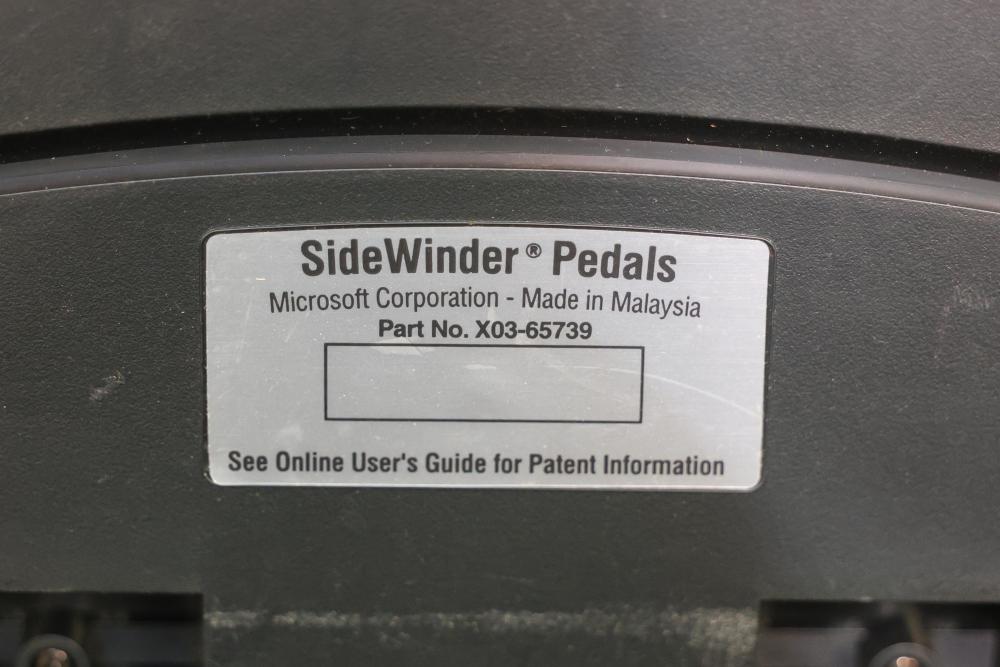 SideWinder® Pedals
Microsoft Corporation - Made in Malaysia
Part No. X03-65739
See Online User's Guide for Patent Information